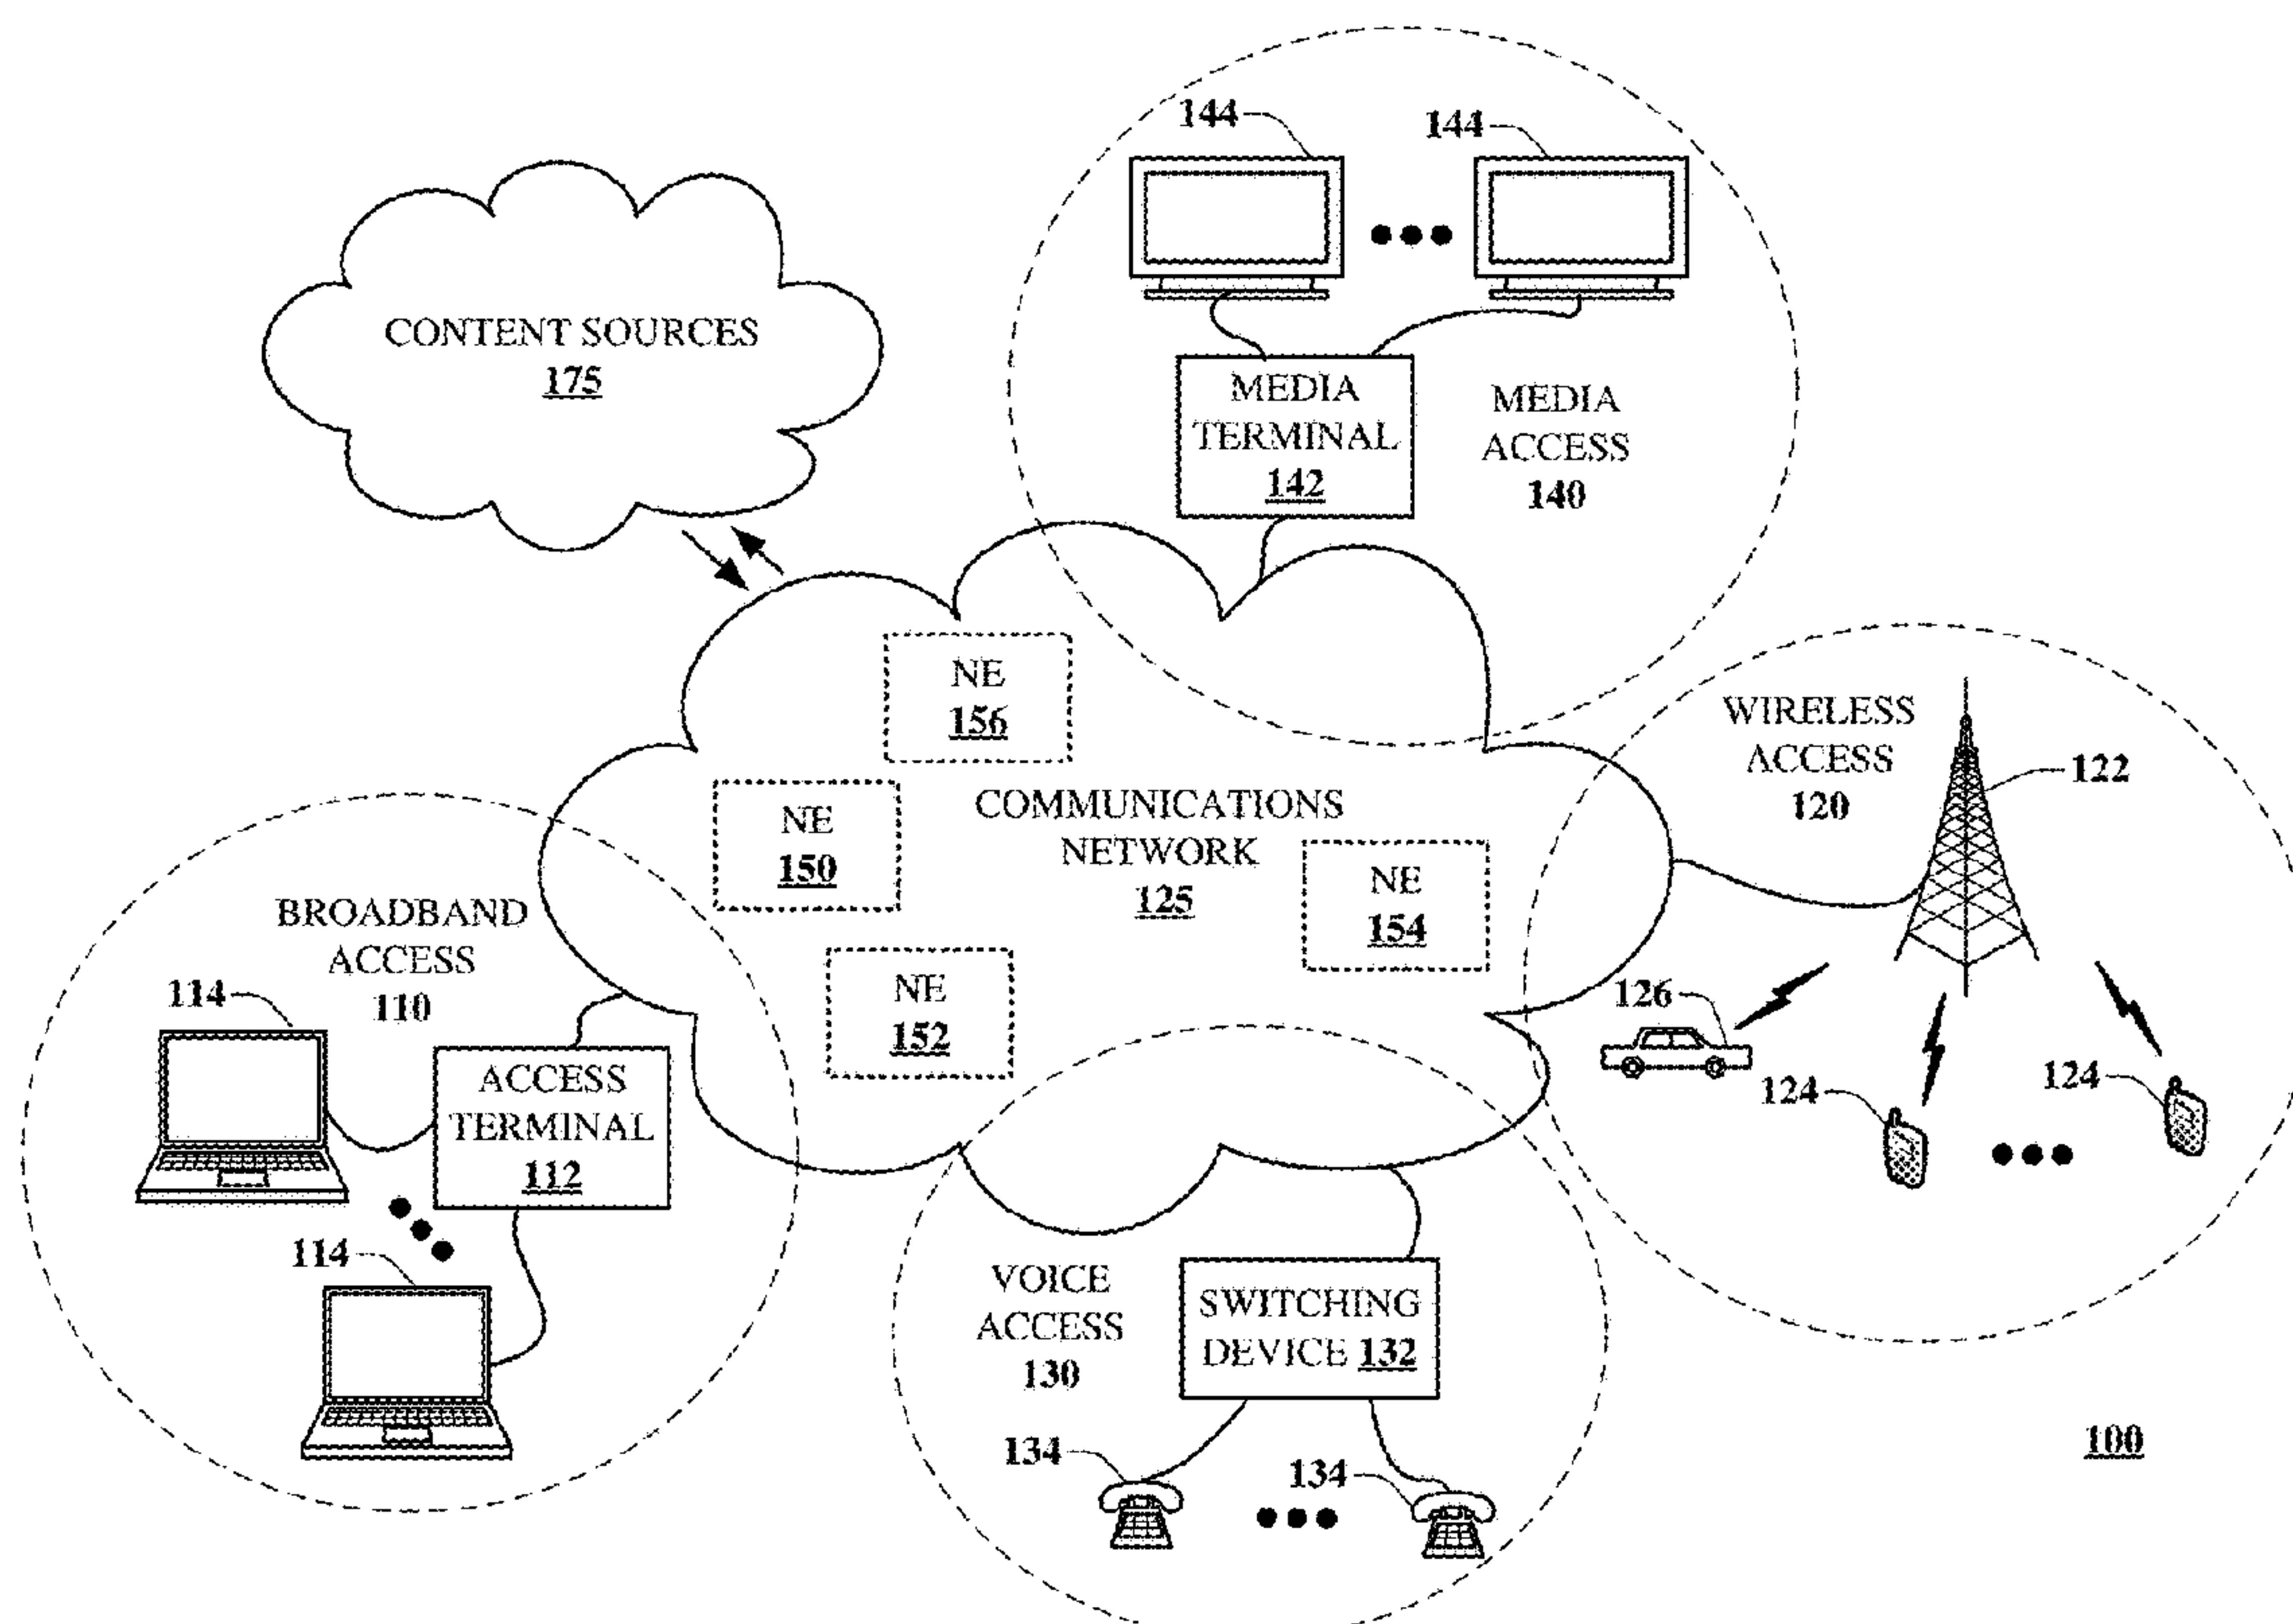 144
144
CONTENT SOURCES
175
MEDIA
TERMINAL
142
MEDIA
ACCESS
140
NE
156
WIRELESS
ACCESS
120
122
NE
150
COMMUNICATIONS
NETWORK
125
NE
154
BROADBAND
ACCESS
110
114
NE
152
126
124
124
ACCESS
TERMINAL
112
114
VOICE
ACCESS
130
SWITCHING
DEVICE 132
134
134
100